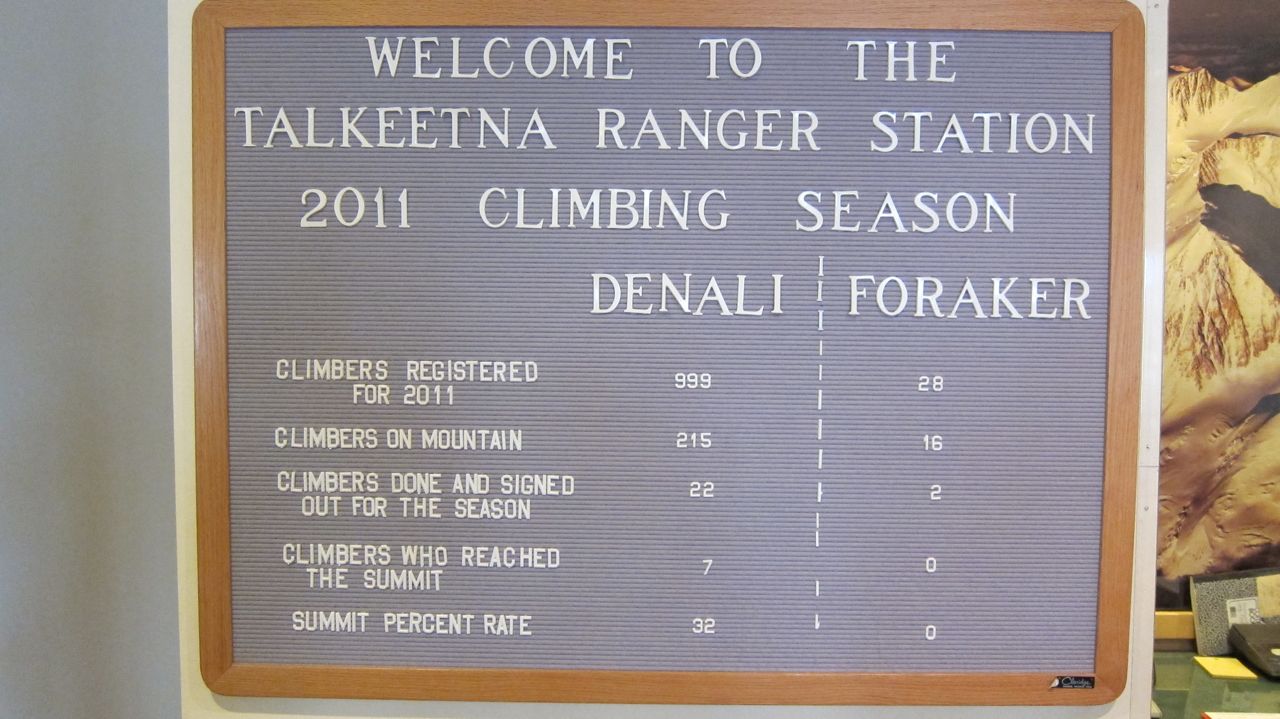 WELCOME TO THE
TALKEETNA RANGER STATION
2011 CLIMBING SEASON
DENALI FORAKER
CLIMBERS REGISTERED
FOR 2011 999 28
CLIMBERS ON MOUNTAIN 215 16
CLIMBERS DONE AND SIGNED
OUT FOR THE SEASON 22 2
CLIMBERS WHO REACHED
THE SUMMIT 7 0
SUMMIT PERCENT RATE 32 0
Claridge